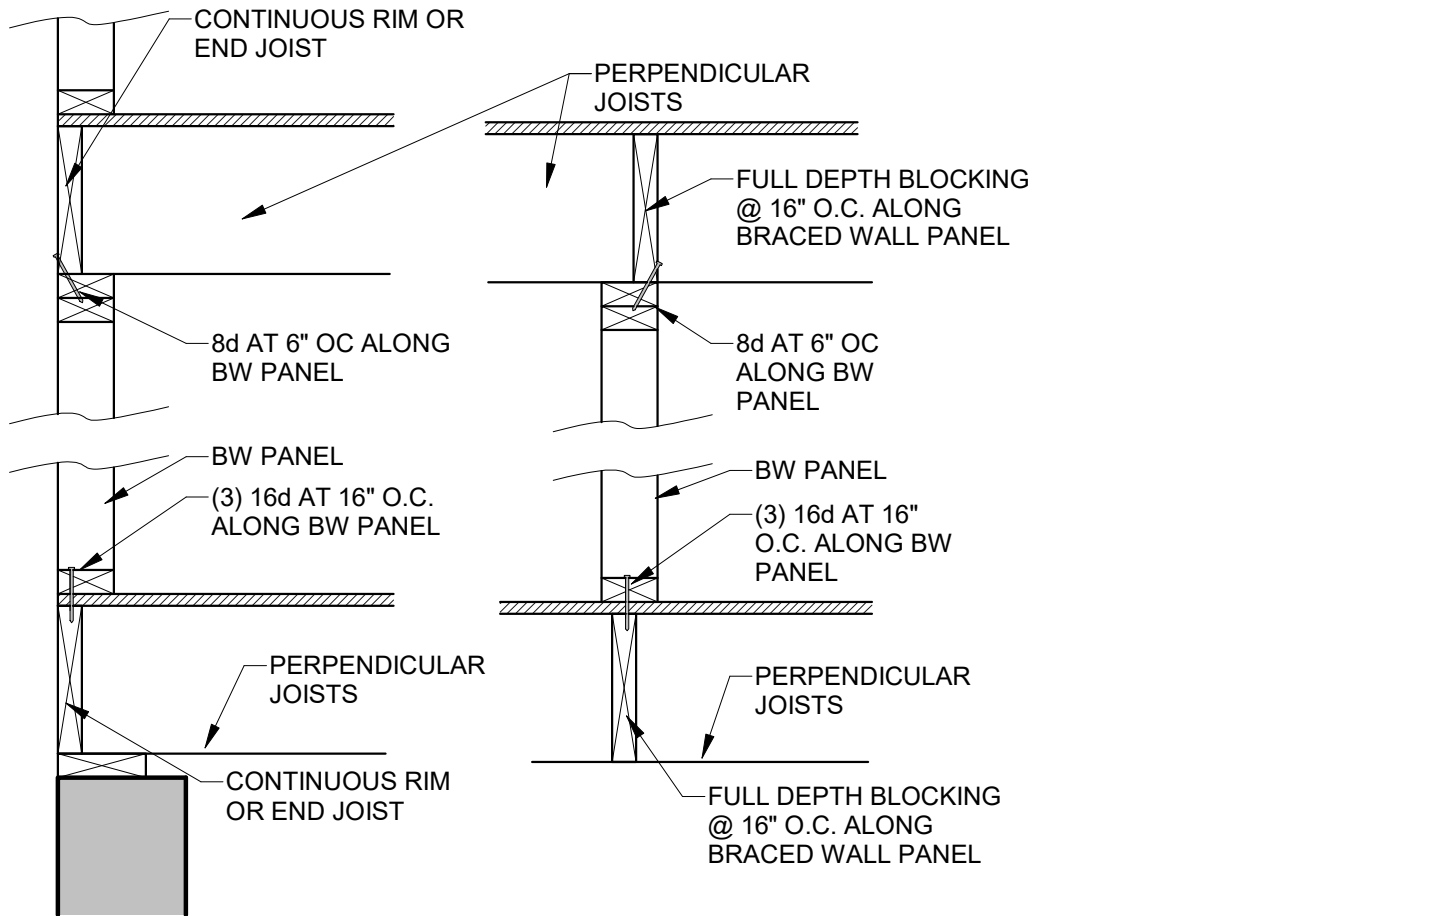 CONTINUOUS RIM OR
END JOIST
PERPENDICULAR
JOISTS
FULL DEPTH BLOCKING
@ 16" O.C. ALONG
BRACED WALL PANEL
8d AT 6" OC ALONG
BW PANEL
8d AT 6" OC
ALONG BW
PANEL
BW PANEL
(3) 16d AT 16" O.C.
ALONG BW PANEL
BW PANEL
(3) 16d AT 16"
O.C. ALONG BW
PANEL
PERPENDICULAR
JOISTS
PERPENDICULAR
JOISTS
CONTINUOUS RIM
OR END JOIST
FULL DEPTH BLOCKING
@ 16" O.C. ALONG
BRACED WALL PANEL